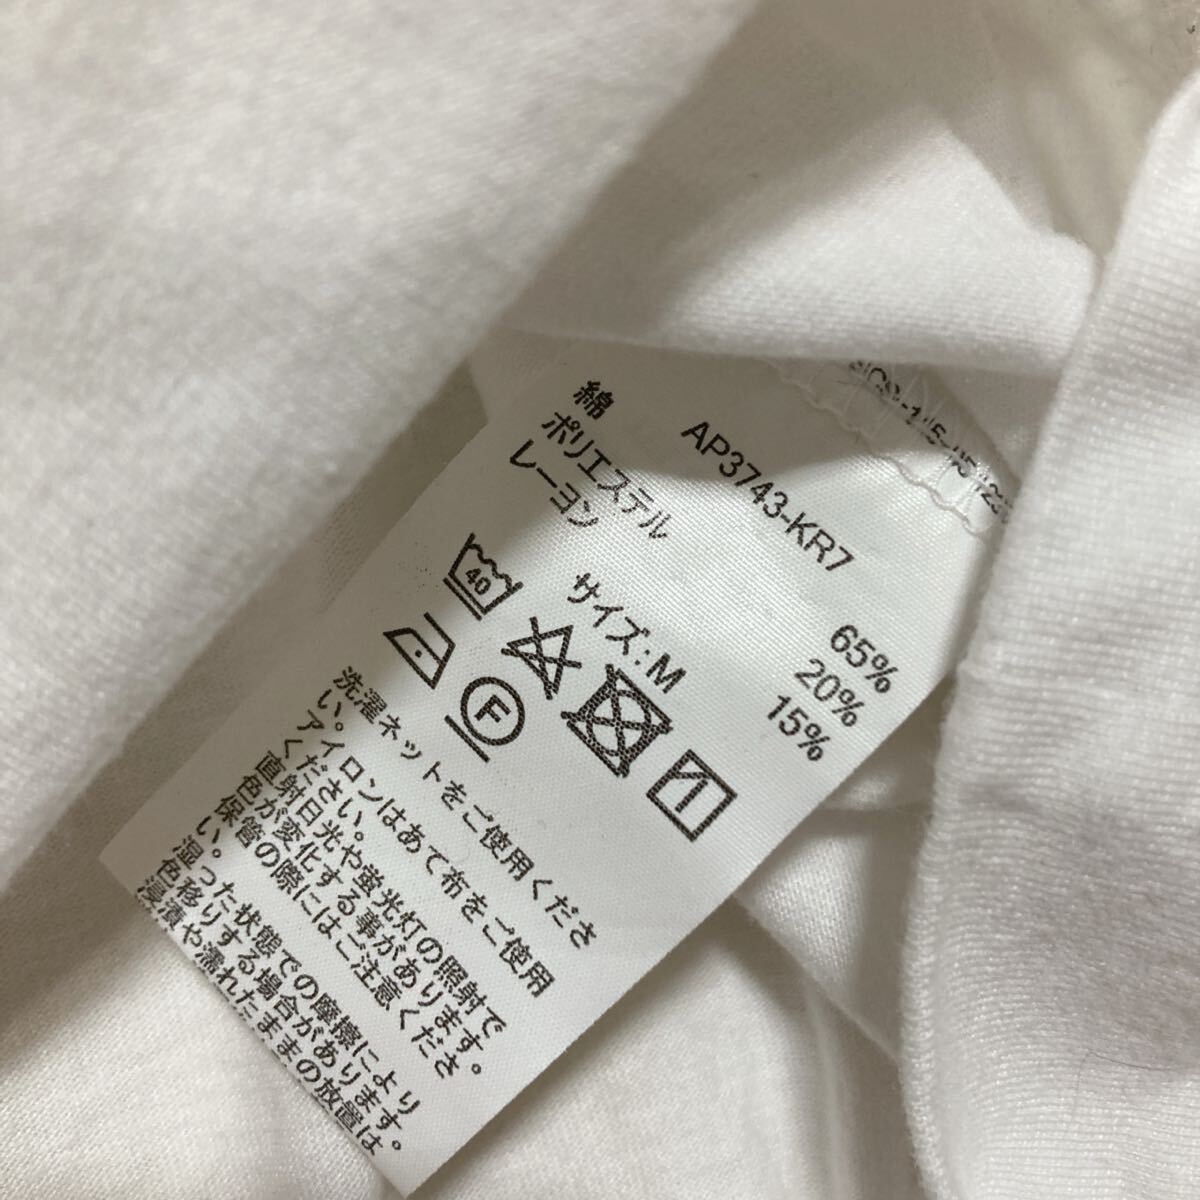 AP3743-KR7
綿 65%
ポリエステル 20%
レーヨン 15%
サイズ:M
40
F
洗濯ネットをご使用くださ
い。アイロンはあて布をご使用
ください。
直射日光や蛍光灯の照射で
色が変化する事があります。
保管の際にはご注意くださ
い。
湿った状態での摩擦により
色移りする場合があります。
浸漬や濡れたままの放置は